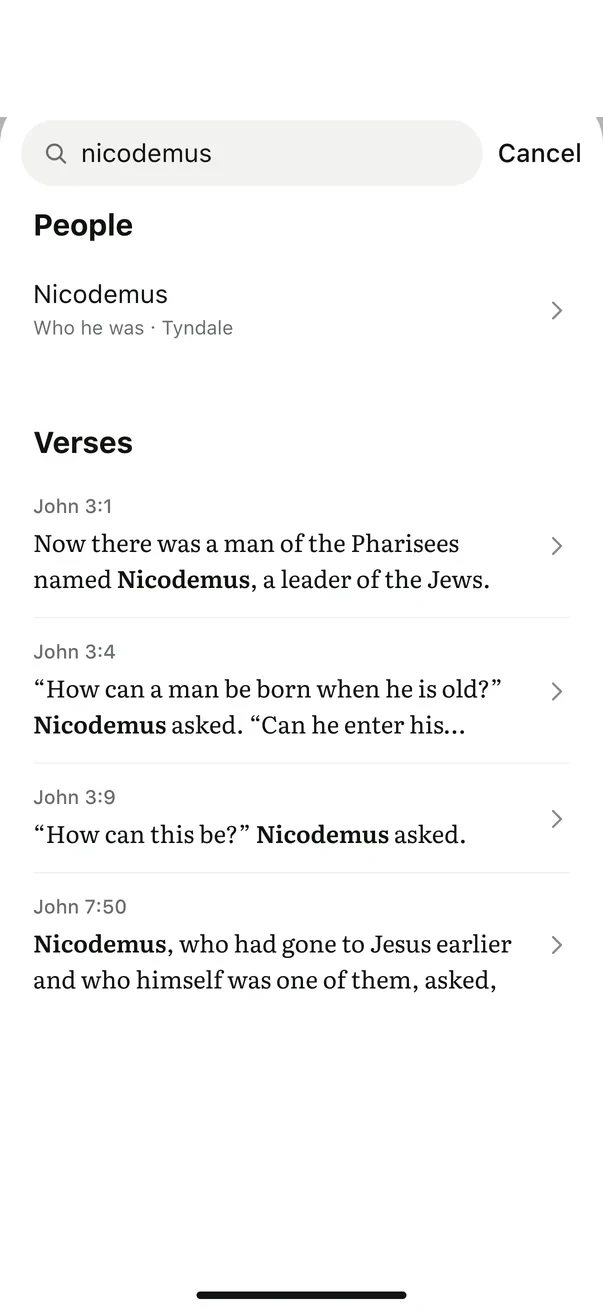 nicodemus
Cancel
People
Nicodemus
Who he was · Tyndale
Verses
John 3:1
Now there was a man of the Pharisees
named Nicodemus, a leader of the Jews.
John 3:4
“How can a man be born when he is old?”
Nicodemus asked. “Can he enter his...
John 3:9
“How can this be?” Nicodemus asked.
John 7:50
Nicodemus, who had gone to Jesus earlier
and who himself was one of them, asked,